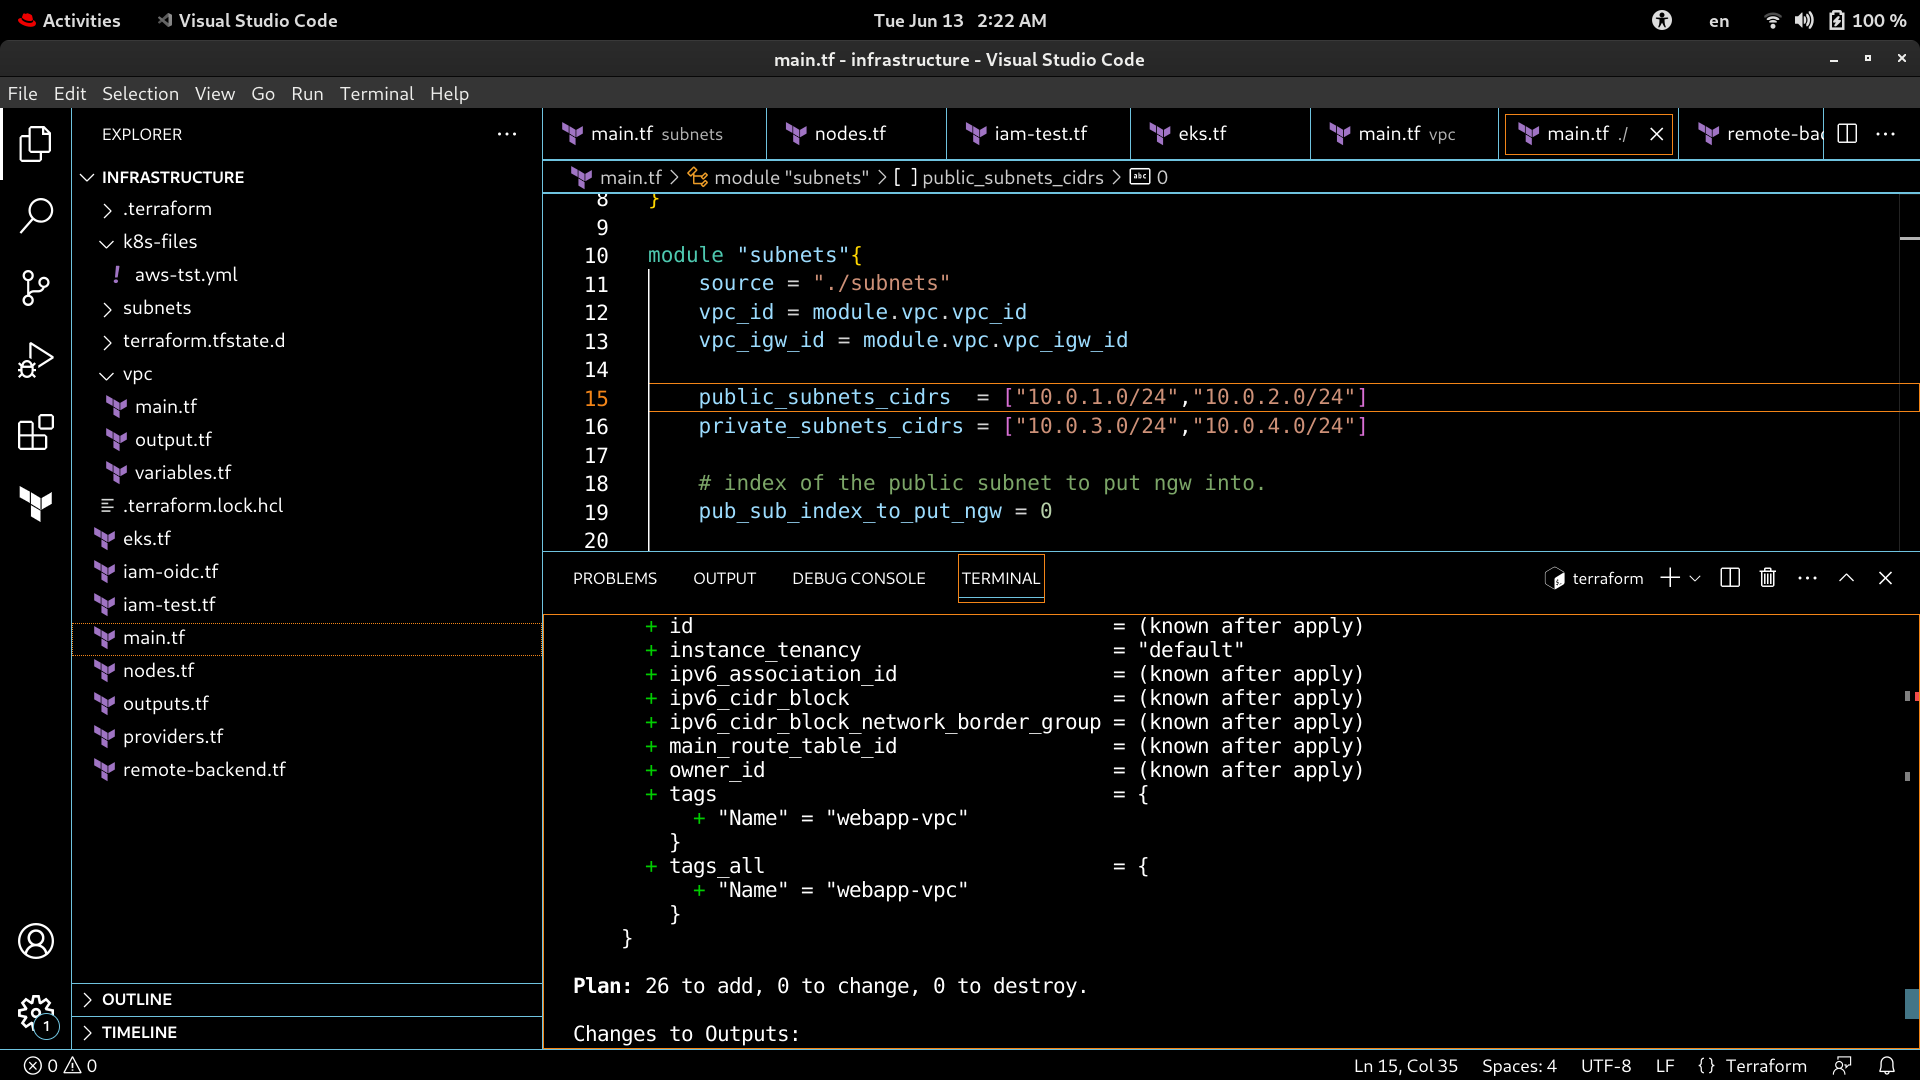 Activities
Visual Studio Code
Tue Jun 13 2:22 AM
en
100 %
main.tf - infrastructure - Visual Studio Code
File Edit Selection View Go Run Terminal Help
EXPLORER
INFRASTRUCTURE
.terraform
k8s-files
! aws-tst.yml
subnets
terraform.tfstate.d
vpc
main.tf
output.tf
variables.tf
.terraform.lock.hcl
eks.tf
iam-oidc.tf
iam-test.tf
main.tf
nodes.tf
outputs.tf
providers.tf
remote-backend.tf
OUTLINE
TIMELINE
1
main.tf subnets
nodes.tf
iam-test.tf
eks.tf
main.tf vpc
main.tf ./
remote-bac
main.tf > module "subnets" > [ ] public_subnets_cidrs > abc 0
8 }
9
10 module "subnets"{
11 source = "./subnets"
12 vpc_id = module.vpc.vpc_id
13 vpc_igw_id = module.vpc.vpc_igw_id
14
15 public_subnets_cidrs  = ["10.0.1.0/24","10.0.2.0/24"]
16 private_subnets_cidrs = ["10.0.3.0/24","10.0.4.0/24"]
17
18 # index of the public subnet to put ngw into.
19 pub_sub_index_to_put_ngw = 0
20
PROBLEMS OUTPUT DEBUG CONSOLE TERMINAL
terraform
+ id = (known after apply)
+ instance_tenancy = "default"
+ ipv6_association_id = (known after apply)
+ ipv6_cidr_block = (known after apply)
+ ipv6_cidr_block_network_border_group = (known after apply)
+ main_route_table_id = (known after apply)
+ owner_id = (known after apply)
+ tags = {
+ "Name" = "webapp-vpc"
}
+ tags_all = {
+ "Name" = "webapp-vpc"
}
}
Plan: 26 to add, 0 to change, 0 to destroy.
Changes to Outputs:
0 0
Ln 15, Col 35
Spaces: 4
UTF-8
LF
{ } Terraform